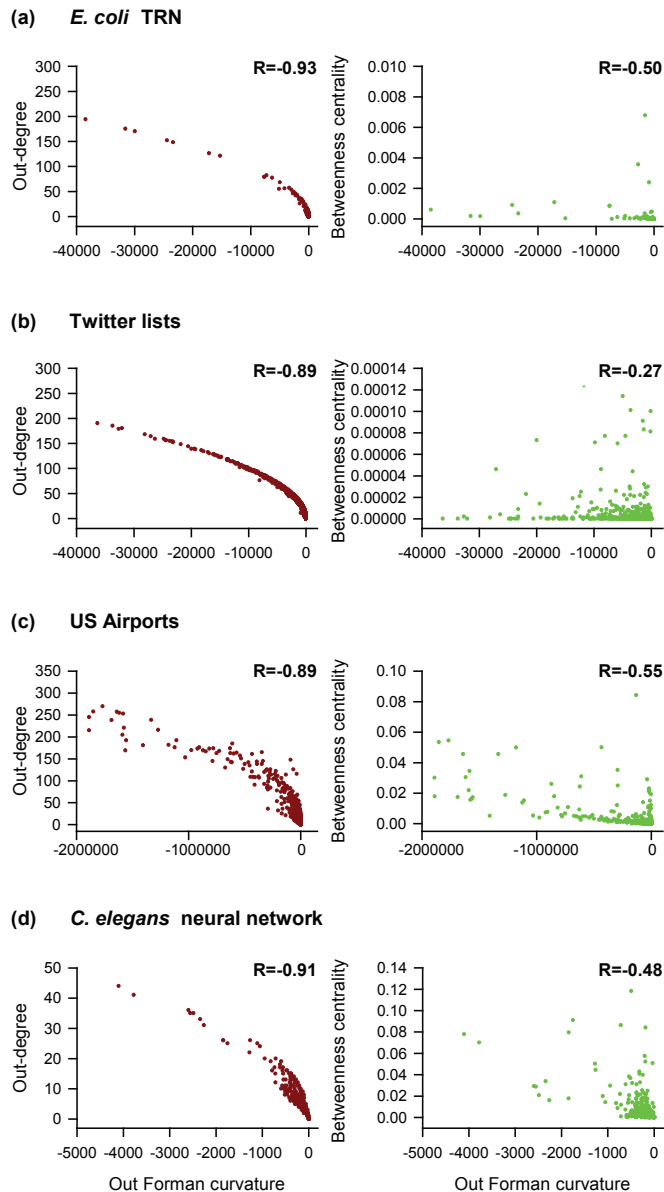 (a) E. coli TRN
R=-0.93
Out-degree
300
250
200
150
100
50
0
-40000 -30000 -20000 -10000 0
R=-0.50
Betweenness centrality
0.010
0.008
0.006
0.004
0.002
0.000
-40000 -30000 -20000 -10000 0
(b) Twitter lists
R=-0.89
Out-degree
300
250
200
150
100
50
0
-40000 -30000 -20000 -10000 0
R=-0.27
Betweenness centrality
0.00014
0.00012
0.00010
0.00008
0.00006
0.00004
0.00002
0.00000
-40000 -30000 -20000 -10000 0
(c) US Airports
R=-0.89
Out-degree
350
300
250
200
150
100
50
0
-2000000 -1000000 0
R=-0.55
Betweenness centrality
0.10
0.08
0.06
0.04
0.02
0.00
-2000000 -1000000 0
(d) C. elegans neural network
R=-0.91
Out-degree
50
40
30
20
10
0
-5000 -4000 -3000 -2000 -1000 0
Out Forman curvature
R=-0.48
Betweenness centrality
0.14
0.12
0.10
0.08
0.06
0.04
0.02
0.00
-5000 -4000 -3000 -2000 -1000 0
Out Forman curvature